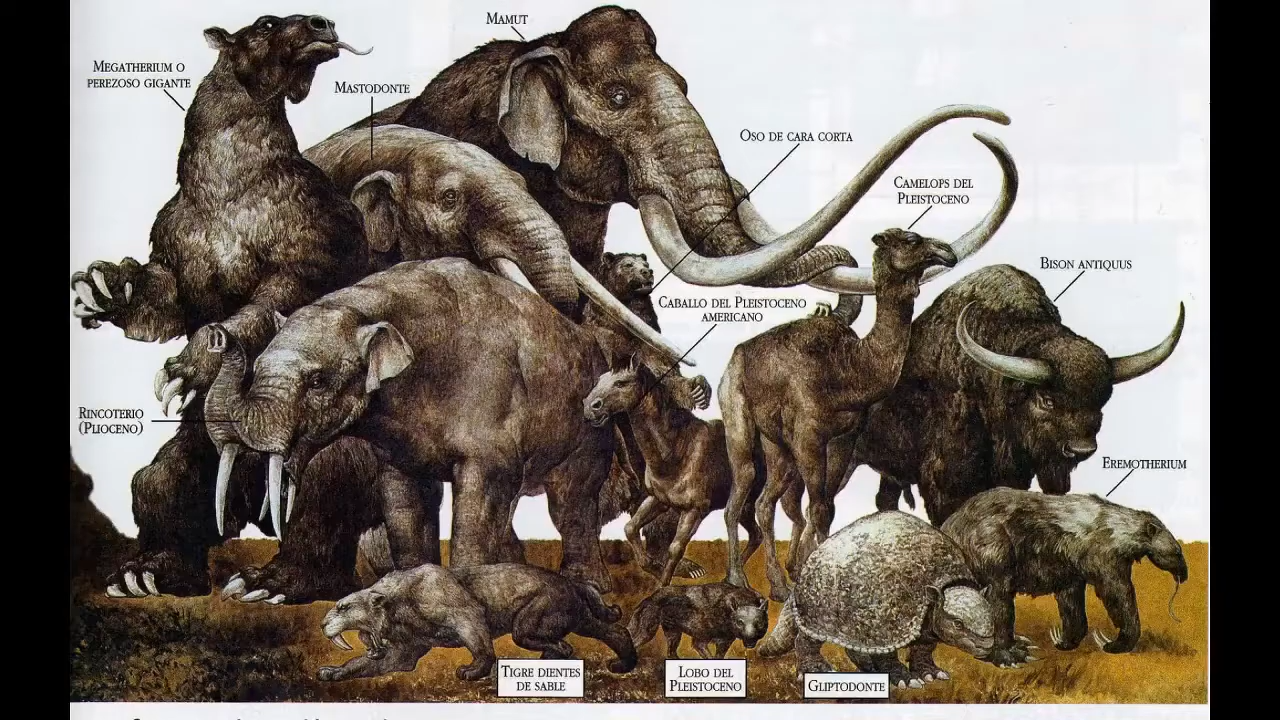 Mamut
Megatherium o
perezoso gigante
Mastodonte
Oso de cara corta
Camelops del
Pleistoceno
Bison antiquus
Caballo del Pleistoceno
americano
Rincoterio
(Plioceno)
Eremotherium
Tigre dientes
de sable
Lobo del
Pleistoceno
Gliptodonte